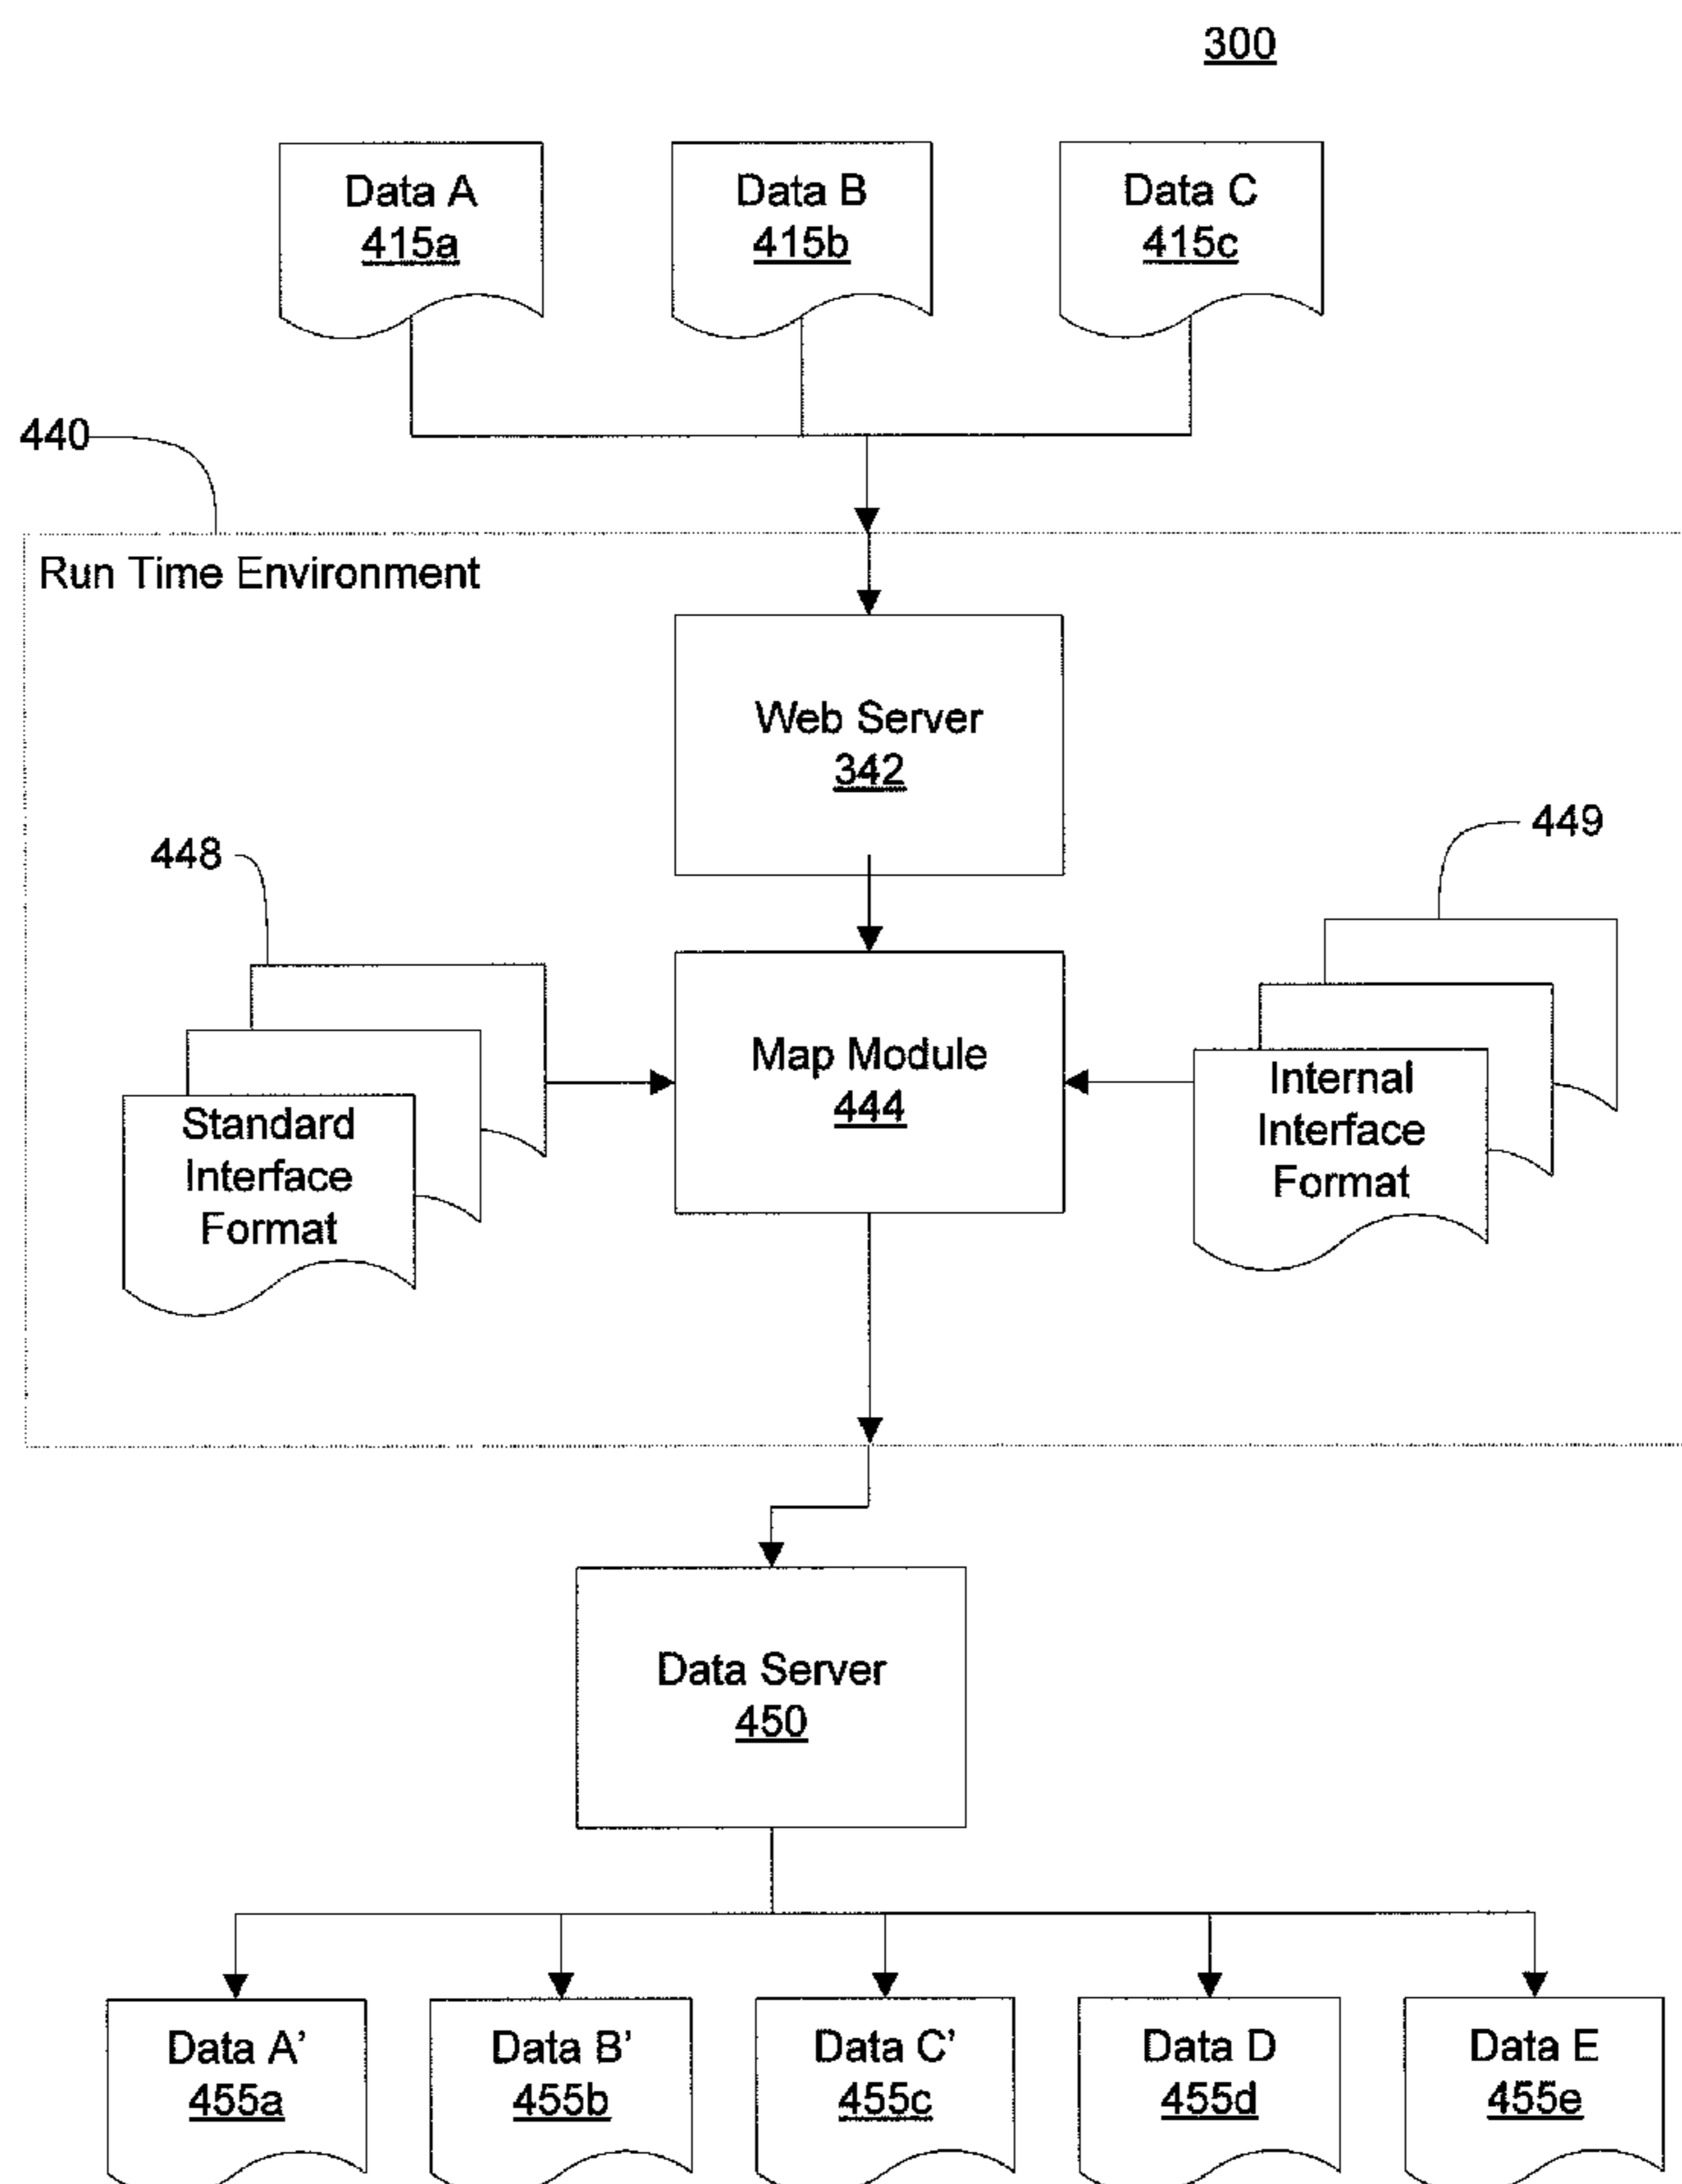 300
Data A
415a
Data B
415b
Data C
415c
440
Run Time Environment
Web Server
342
448
449
Map Module
444
Standard
Interface
Format
Internal
Interface
Format
Data Server
450
Data A’
455a
Data B’
455b
Data C’
455c
Data D
455d
Data E
455e